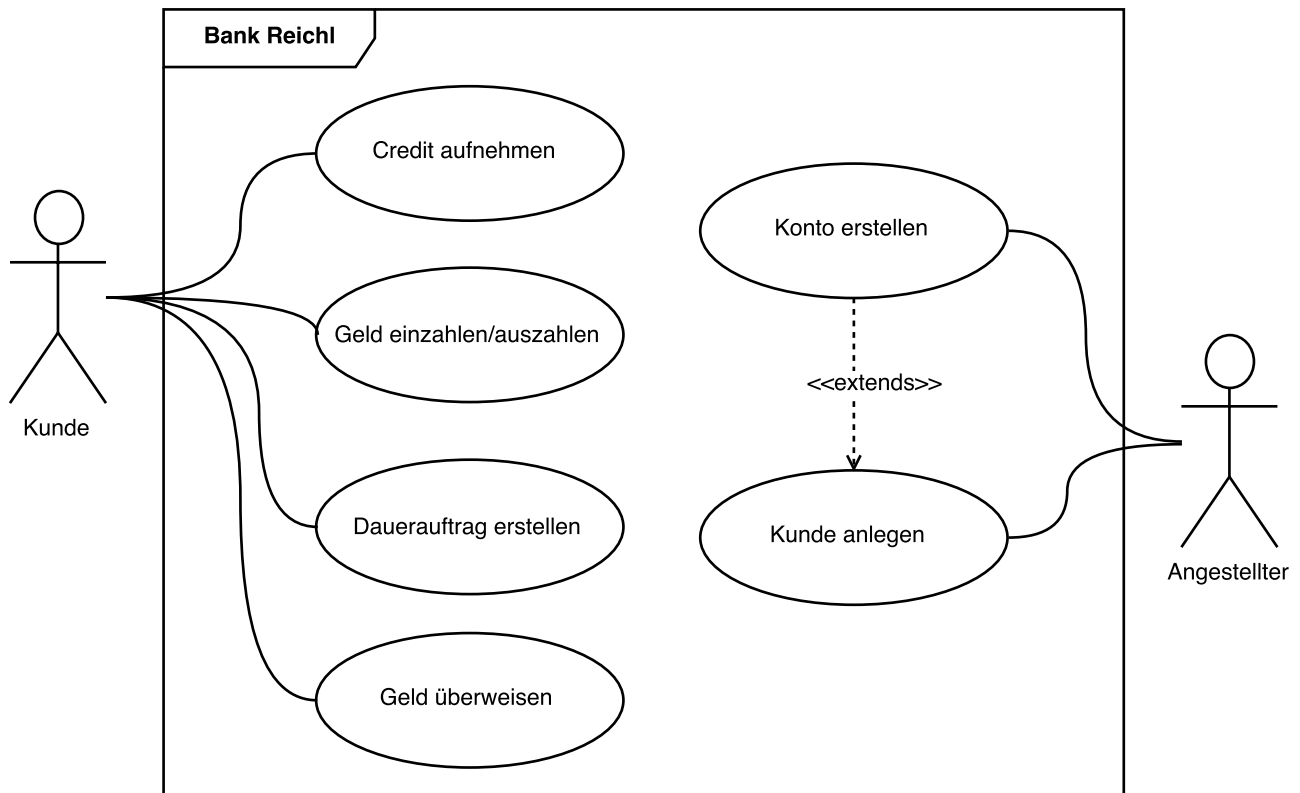 Bank Reichl
Credit aufnehmen
Konto erstellen
Geld einzahlen/auszahlen
<<extends>>
Kunde
Dauerauftrag erstellen
Kunde anlegen
Angestellter
Geld überweisen